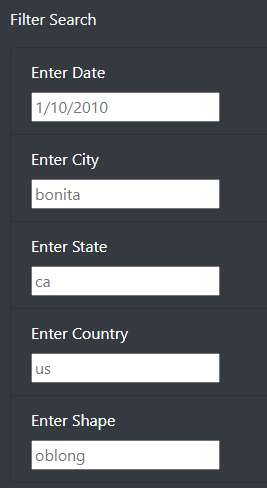 Filter Search
Enter Date
1/10/2010
Enter City
bonita
Enter State
ca
Enter Country
us
Enter Shape
oblong